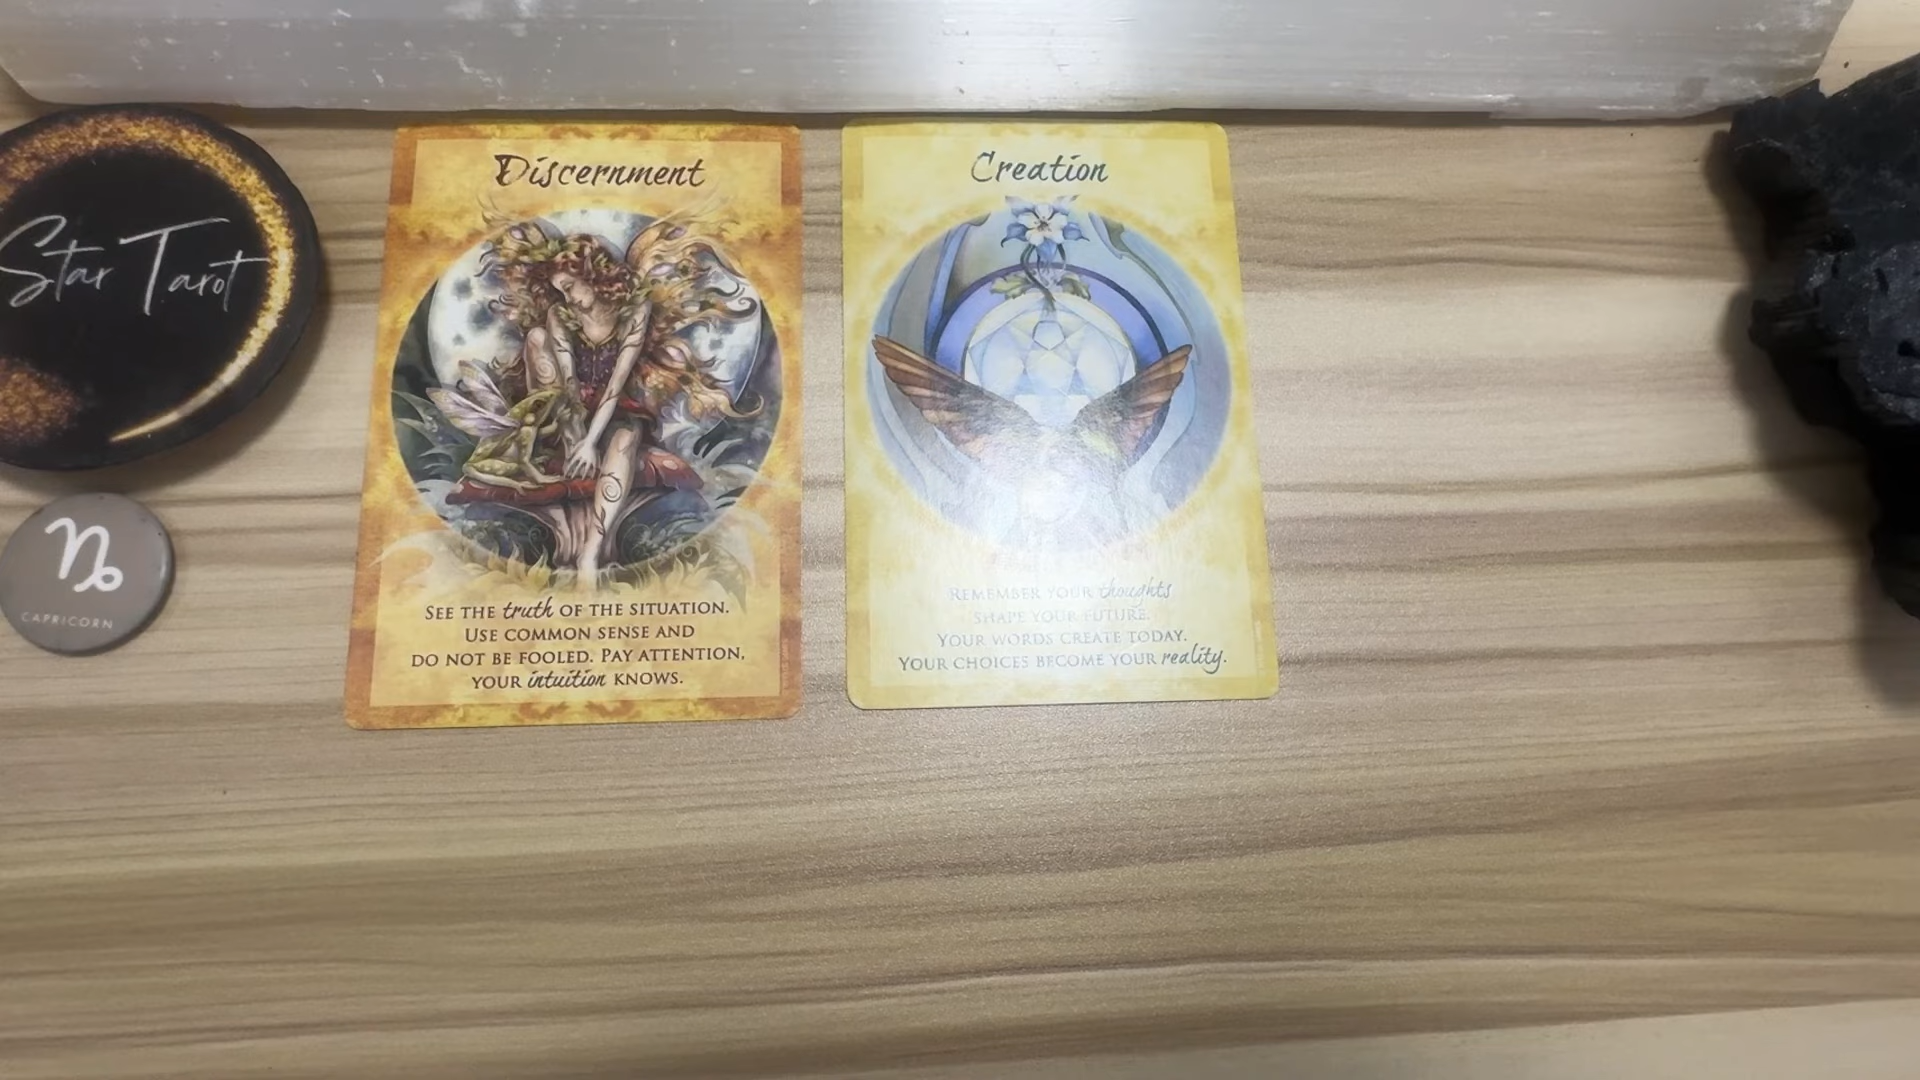 Star Tarot
CAPRICORN
Discernment
SEE THE truth OF THE SITUATION.
USE COMMON SENSE AND
DO NOT BE FOOLED. PAY ATTENTION,
YOUR intuition KNOWS.
Creation
REMEMBER YOUR thoughts
SHAPE YOUR FUTURE.
YOUR WORDS CREATE TODAY.
YOUR CHOICES BECOME YOUR reality.